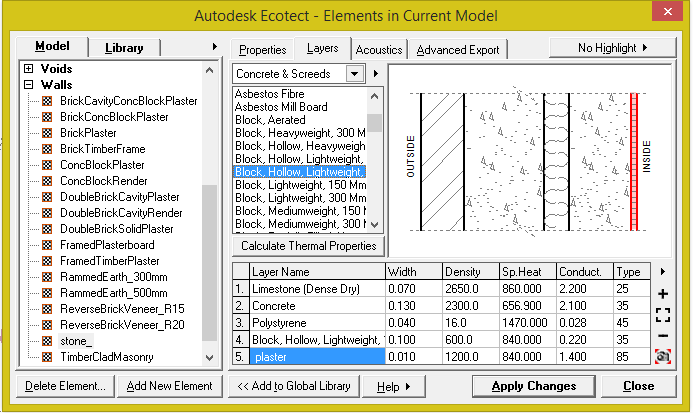 Autodesk Ecotect - Elements in Current Model
Model
Library
Voids
Walls
BrickCavityConcBlockPlaster
BrickConcBlockPlaster
BrickPlaster
BrickTimberFrame
ConcBlockPlaster
ConcBlockRender
DoubleBrickCavityPlaster
DoubleBrickCavityRender
DoubleBrickSolidPlaster
FramedPlasterboard
FramedTimberPlaster
RammedEarth_300mm
RammedEarth_500mm
ReverseBrickVeneer_R15
ReverseBrickVeneer_R20
stone_
TimberCladMasonry
Properties
Layers
Acoustics
Advanced Export
No Highlight
Concrete & Screeds
Asbestos Fibre
Asbestos Mill Board
Block, Aerated
Block, Heavyweight, 300 M
Block, Hollow, Heavyweigh
Block, Hollow, Lightweight,
Block, Hollow, Lightweight,
Block, Lightweight, 150 Mm
Block, Lightweight, 300 Mm
Block, Mediumweight, 150 M
Block, Mediumweight, 300 M
Calculate Thermal Properties
OUTSIDE
INSIDE
Layer Name Width Density Sp.Heat Conduct. Type
1. Limestone (Dense Dry) 0.070 2650.0 860.000 2.200 25
2. Concrete 0.130 2300.0 656.900 2.100 35
3. Polystyrene 0.040 16.0 1470.000 0.028 45
4. Block, Hollow, Lightweight, 0.100 600.0 840.000 0.220 35
5. plaster 0.010 1200.0 840.000 1.400 85
Delete Element...
Add New Element
<< Add to Global Library
Help
Apply Changes
Close